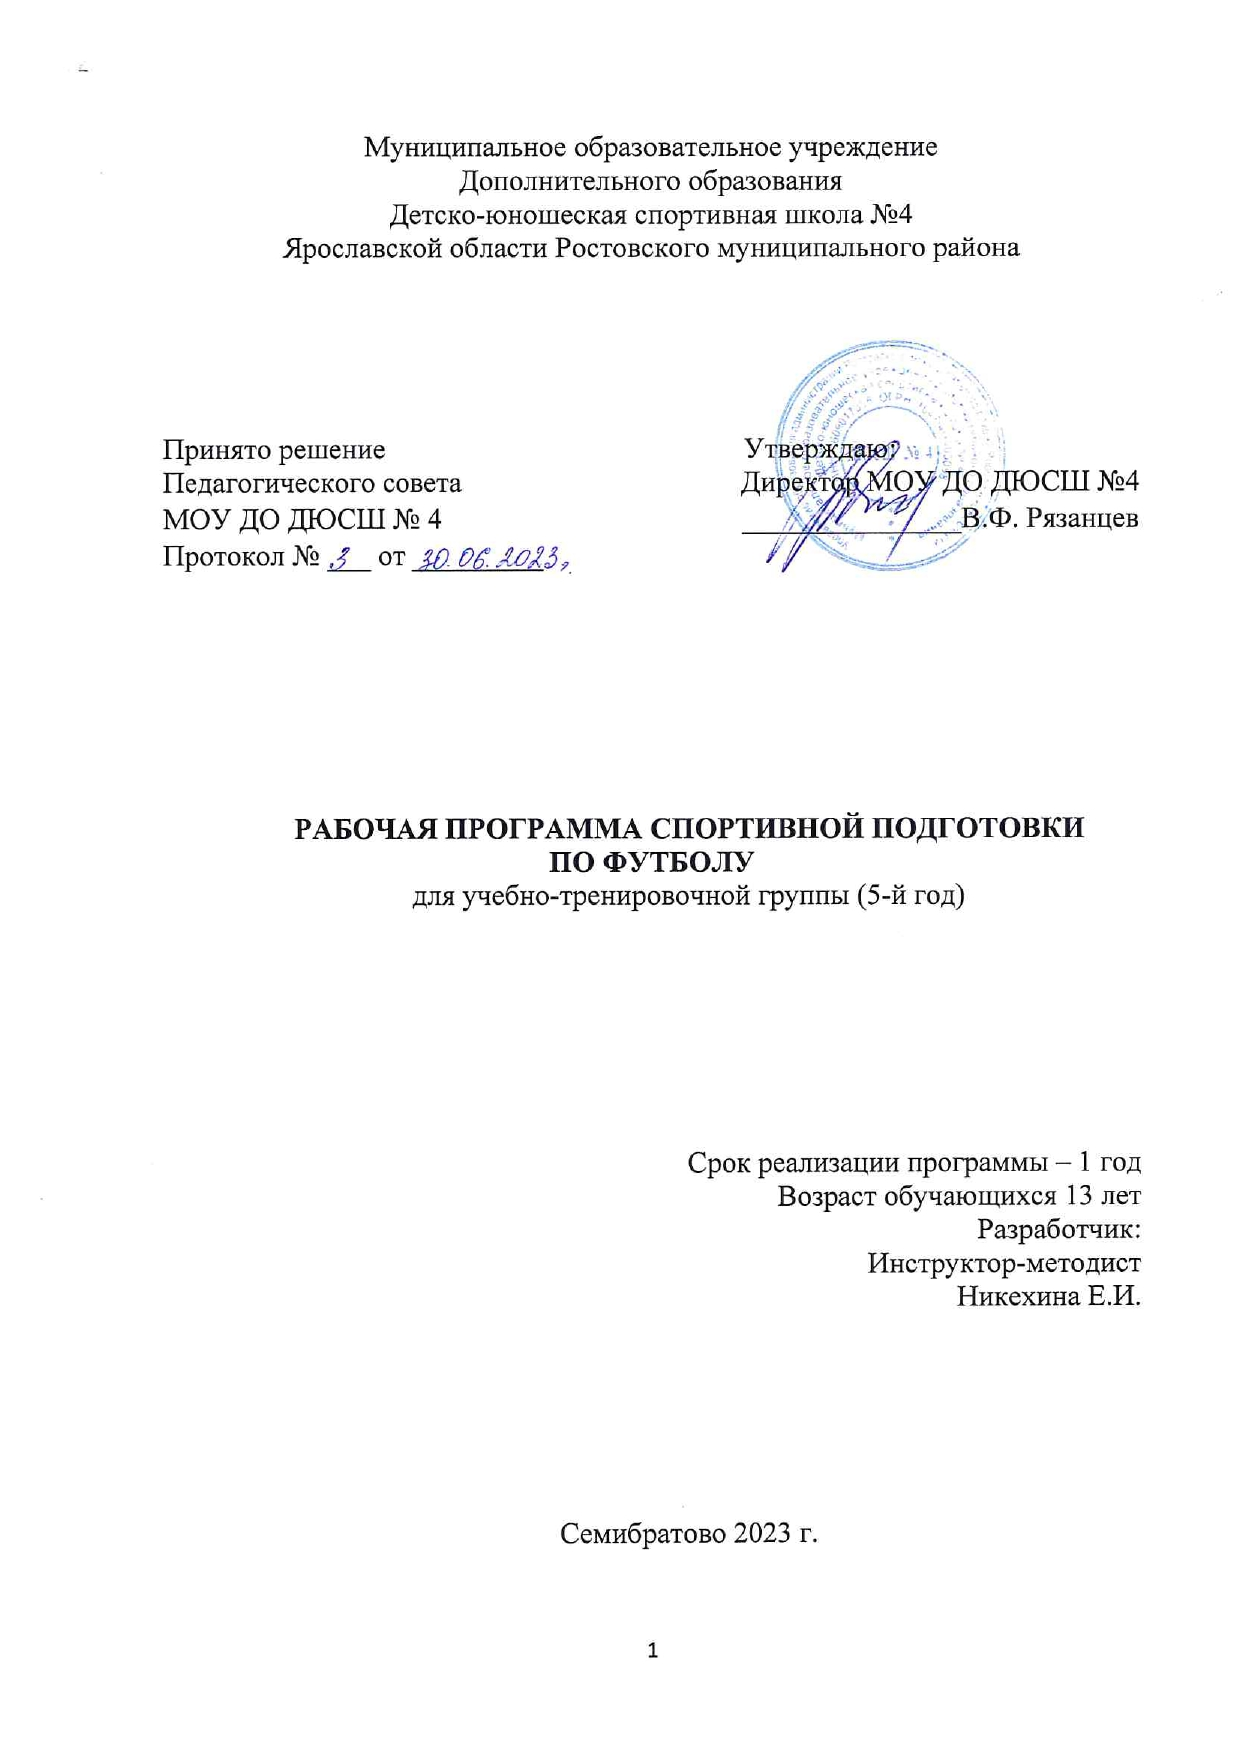 Муниципальное образовательное учреждение
Дополнительного образования
Детско-юношеская спортивная школа №4
Ярославской области Ростовского муниципального района
Принято решение
Педагогического совета
МОУ ДО ДЮСШ № 4
Протокол № 3 от 30.06.2023г.
Утверждаю:
Директор МОУ ДО ДЮСШ №4
_______________В.Ф. Рязанцев
РАБОЧАЯ ПРОГРАММА СПОРТИВНОЙ ПОДГОТОВКИ
ПО ФУТБОЛУ
для учебно-тренировочной группы (5-й год)
Срок реализации программы – 1 год
Возраст обучающихся 13 лет
Разработчик:
Инструктор-методист
Никехина Е.И.
Семибратово 2023 г.
1